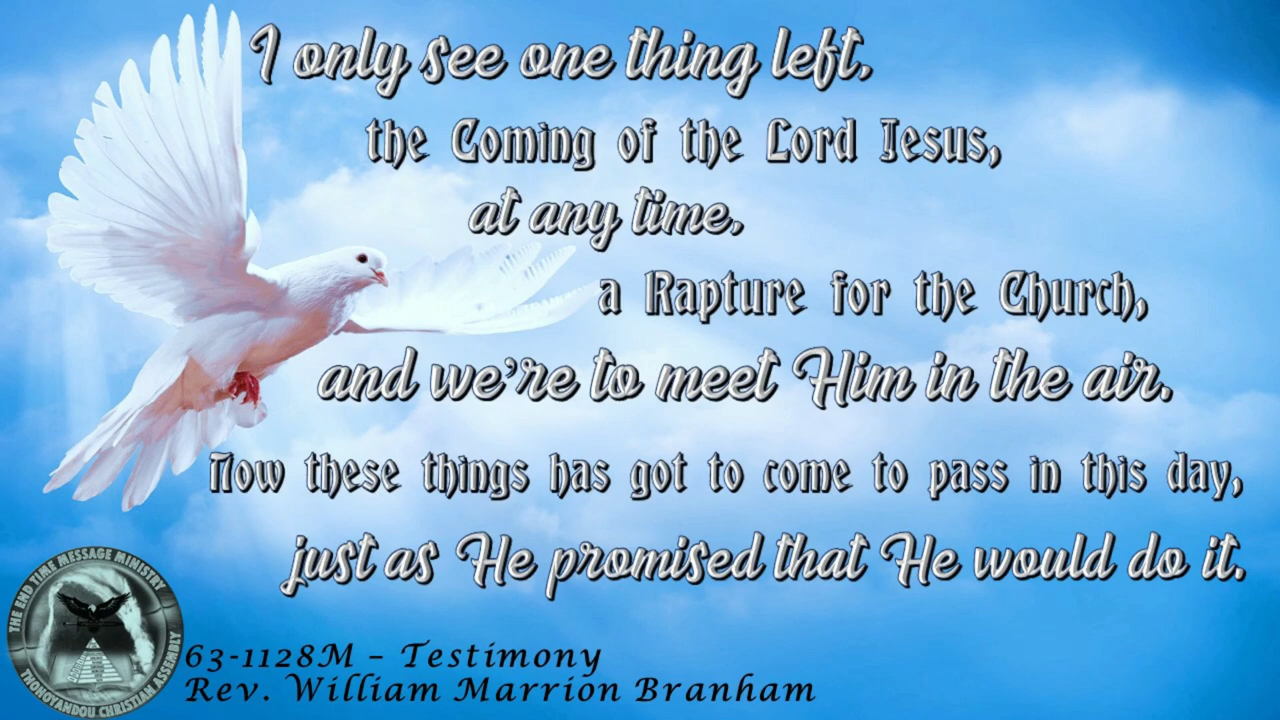 I only see one thing left,
the Coming of the Lord Jesus,
at any time,
a Rapture for the Church,
and we're to meet Him in the air.
Now these things has got to come to pass in this day,
just as He promised that He would do it.
THE END TIME MESSAGE MINISTRY
THOHOYANDOU CHRISTIAN ASSEMBLY
63-1128M – Testimony
Rev. William Marrion Branham